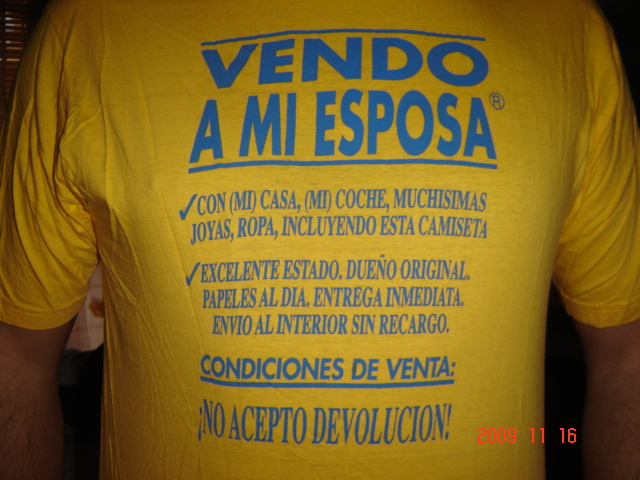 VENDO
A MI ESPOSA®
✓CON (MI) CASA, (MI) COCHE, MUCHISIMAS
JOYAS, ROPA, INCLUYENDO ESTA CAMISETA
✓EXCELENTE ESTADO. DUEÑO ORIGINAL.
PAPELES AL DIA. ENTREGA INMEDIATA.
ENVIO AL INTERIOR SIN RECARGO.
CONDICIONES DE VENTA:
¡NO ACEPTO DEVOLUCION!
2009 11 16